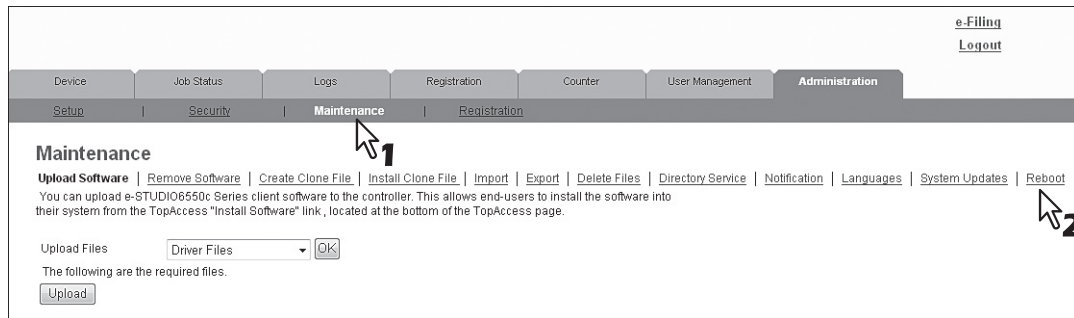 e-Filing
Logout
Device Job Status Logs Registration Counter User Management Administration
Setup | Security | Maintenance | Registration
1
Maintenance
Upload Software | Remove Software | Create Clone File | Install Clone File | Import | Export | Delete Files | Directory Service | Notification | Languages | System Updates | Reboot
You can upload e-STUDIO6550c Series client software to the controller. This allows end-users to install the software into
their system from the TopAccess "Install Software" link , located at the bottom of the TopAccess page.
2
Upload Files Driver Files OK
The following are the required files.
Upload